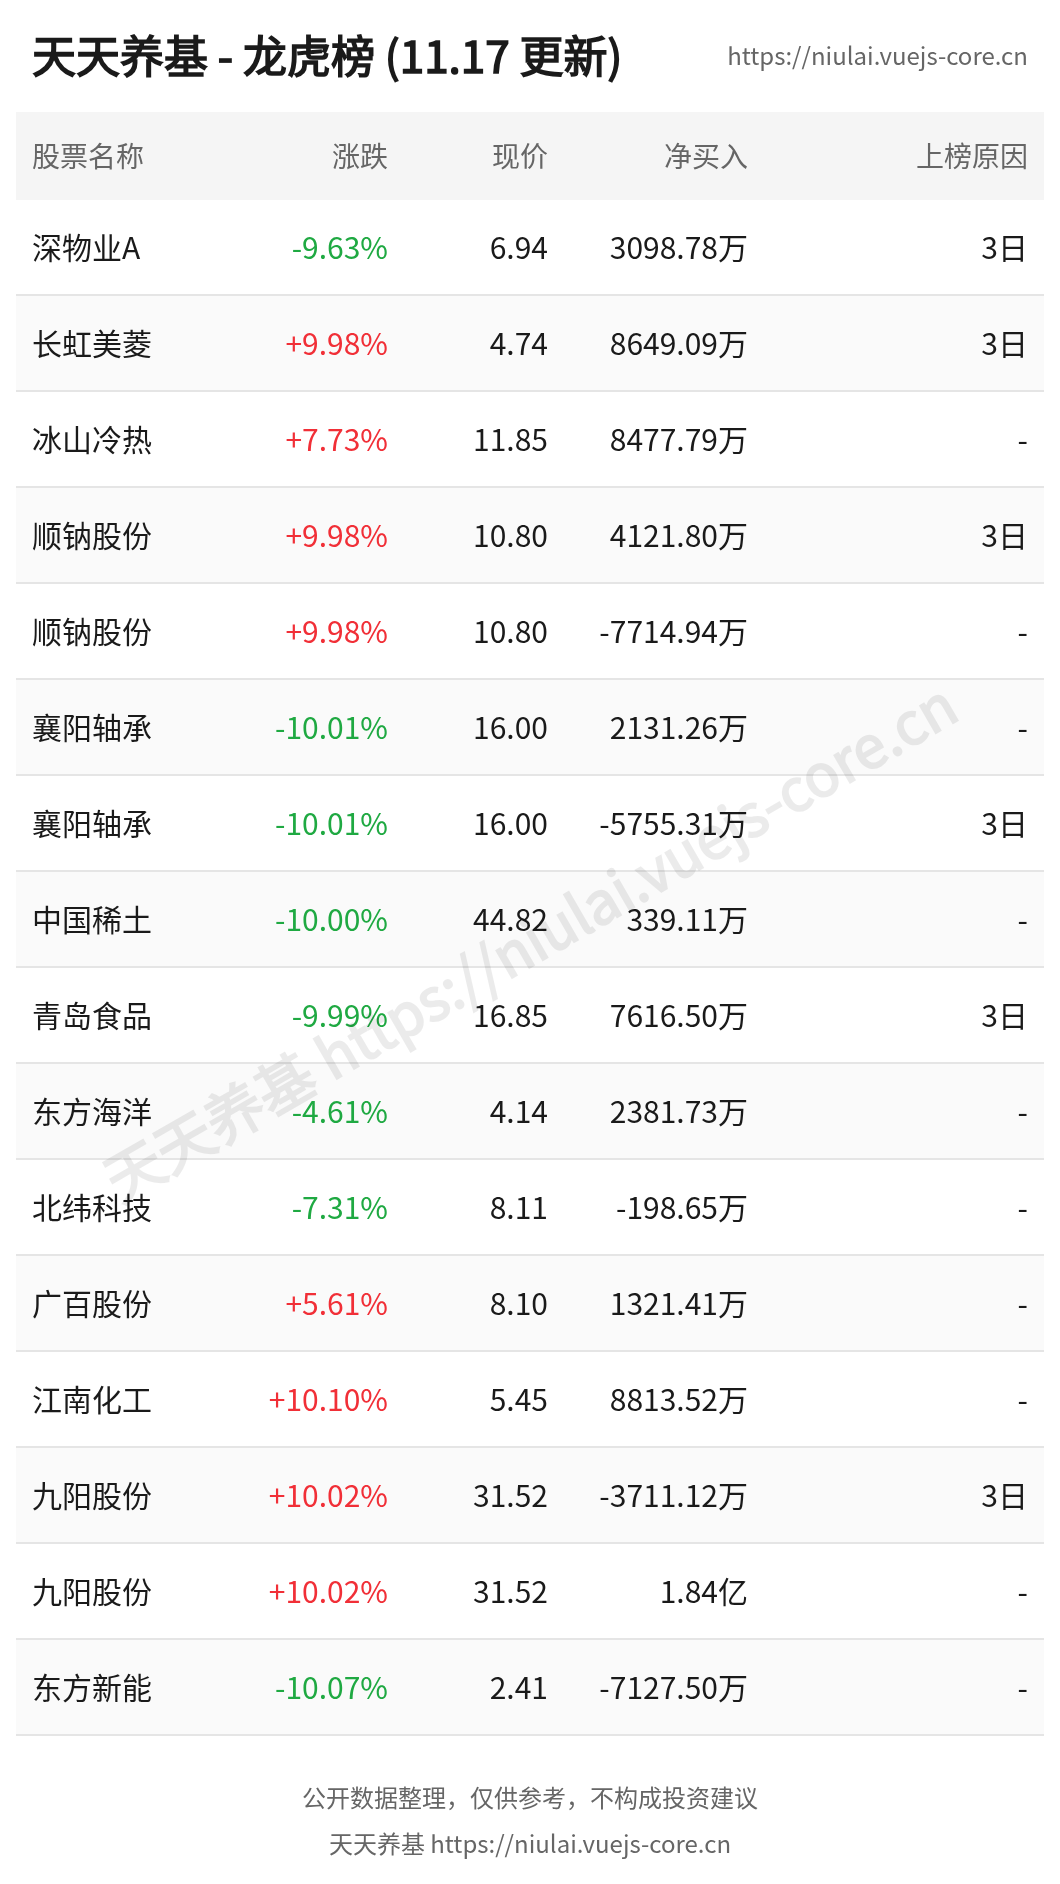 天天养基 - 龙虎榜 (11.17 更新) https://niulai.vuejs-core.cn
股票名称 涨跌 现价 净买入 上榜原因
深物业A -9.63% 6.94 3098.78万 3日
长虹美菱 +9.98% 4.74 8649.09万 3日
冰山冷热 +7.73% 11.85 8477.79万 -
顺钠股份 +9.98% 10.80 4121.80万 3日
顺钠股份 +9.98% 10.80 -7714.94万 -
襄阳轴承 -10.01% 16.00 2131.26万 -
襄阳轴承 -10.01% 16.00 -5755.31万 3日
中国稀土 -10.00% 44.82 339.11万 -
青岛食品 -9.99% 16.85 7616.50万 3日
东方海洋 -4.61% 4.14 2381.73万 -
北纬科技 -7.31% 8.11 -198.65万 -
广百股份 +5.61% 8.10 1321.41万 -
江南化工 +10.10% 5.45 8813.52万 -
九阳股份 +10.02% 31.52 -3711.12万 3日
九阳股份 +10.02% 31.52 1.84亿 -
东方新能 -10.07% 2.41 -7127.50万 -
天天养基 https://niulai.vuejs-core.cn
公开数据整理，仅供参考，不构成投资建议
天天养基 https://niulai.vuejs-core.cn